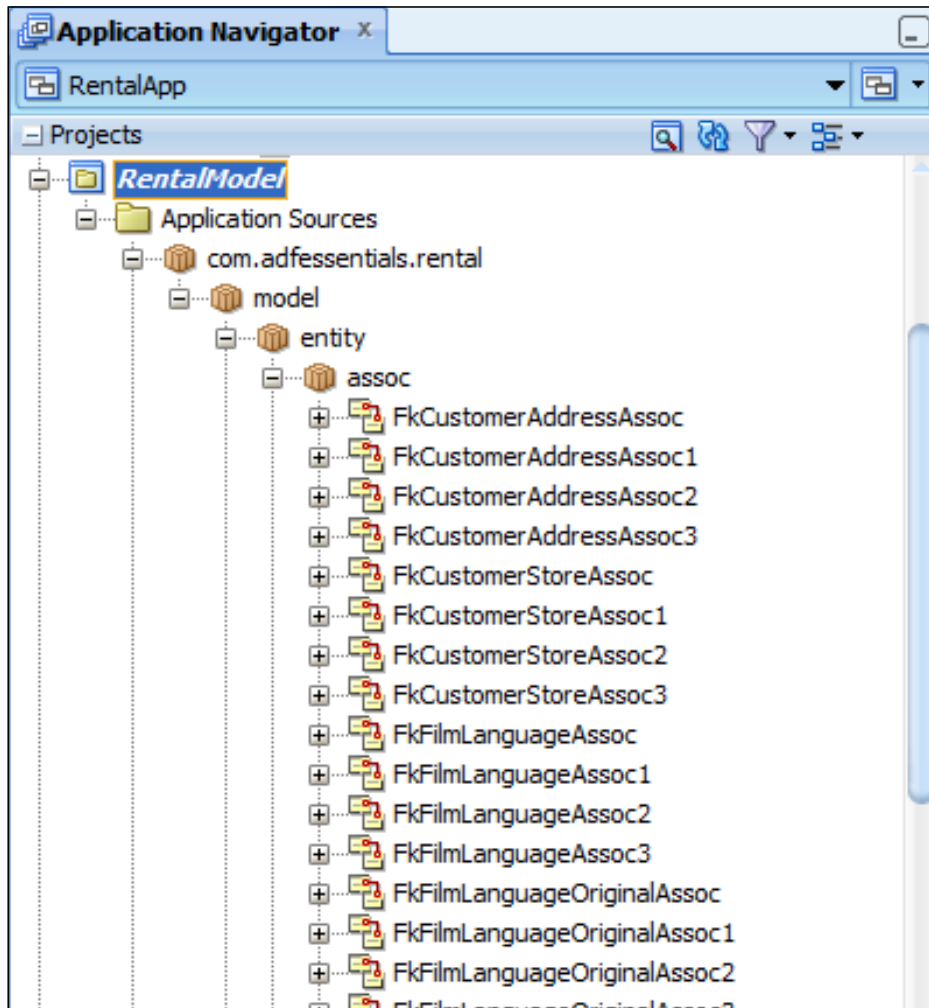 Application Navigator x
RentalApp
Projects
RentalModel
Application Sources
com.adfessentials.rental
model
entity
assoc
FkCustomerAddressAssoc
FkCustomerAddressAssoc1
FkCustomerAddressAssoc2
FkCustomerAddressAssoc3
FkCustomerStoreAssoc
FkCustomerStoreAssoc1
FkCustomerStoreAssoc2
FkCustomerStoreAssoc3
FkFilmLanguageAssoc
FkFilmLanguageAssoc1
FkFilmLanguageAssoc2
FkFilmLanguageAssoc3
FkFilmLanguageOriginalAssoc
FkFilmLanguageOriginalAssoc1
FkFilmLanguageOriginalAssoc2